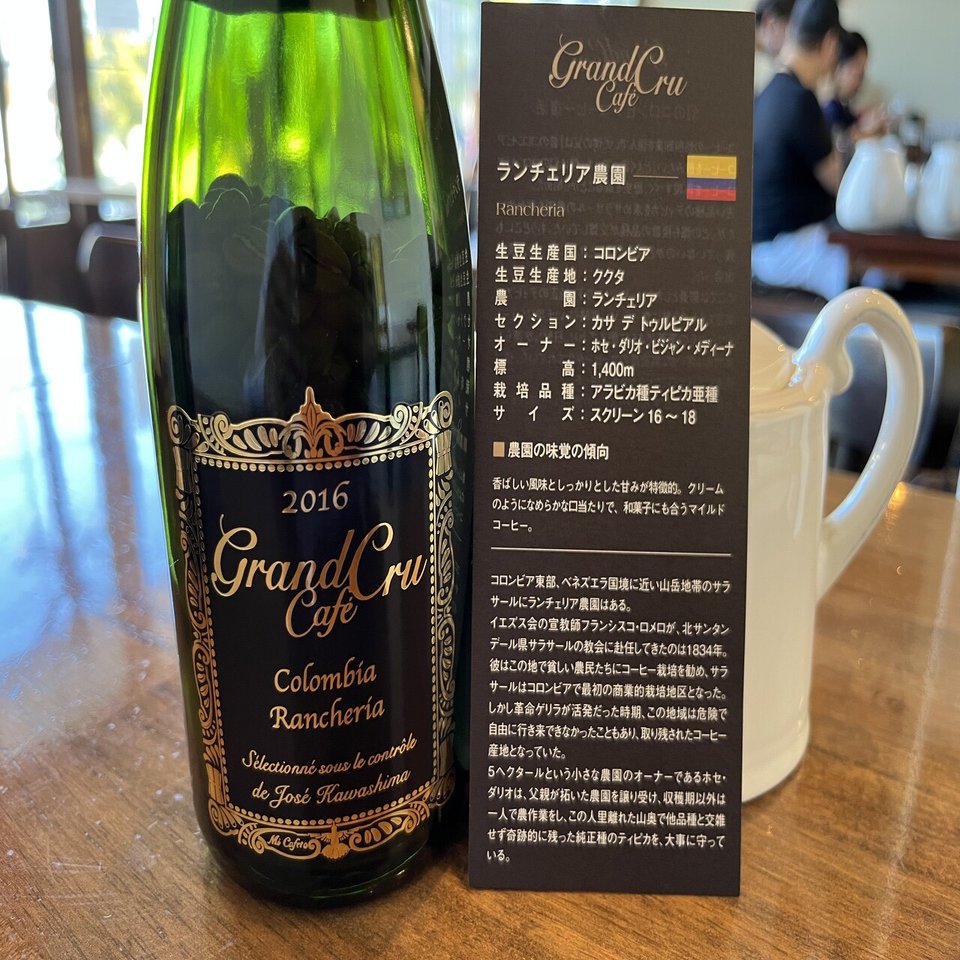 2016
Grand Cru
Café
Colombia
Ranchería
Sélectionné sous le contrôle
de José Kawashima
Mi Cafeto
Grand Cru
Café
ランチェリア農園
Rancheria
生豆生産国：コロンビア
生豆生産地：ククタ
農園：ランチェリア
セクション：カサ デ トゥルピアル
オーナー：ホセ・ダリオ・ビジャン・メディーナ
標高：1,400m
栽培品種：アラビカ種ティピカ亜種
サイズ：スクリーン16～18
■農園の味覚の傾向
香ばしい風味としっかりとした甘みが特徴的。クリーム
のようになめらかな口当たりで、和菓子にも合うマイルド
コーヒー。
コロンビア東部、ベネズエラ国境に近い山岳地帯のサラ
サールにランチェリア農園はある。
イエズス会の宣教師フランシスコ・ロメロが、北サンタン
デール県サラサールの教会に赴任してきたのは1834年。
彼はこの地で貧しい農民たちにコーヒー栽培を勧め、サラ
サールはコロンビアで最初の商業的栽培地区となった。
しかし革命ゲリラが活発だった時期、この地域は危険で
自由に行き来できなかったこともあり、取り残されたコーヒー
産地となっていた。
5ヘクタールという小さな農園のオーナーであるホセ・
ダリオは、父親が拓いた農園を譲り受け、収穫期以外は
一人で農作業をし、この人里離れた山奥で他品種と交雑
せず奇跡的に残った純正種のティピカを、大事に守って
いる。